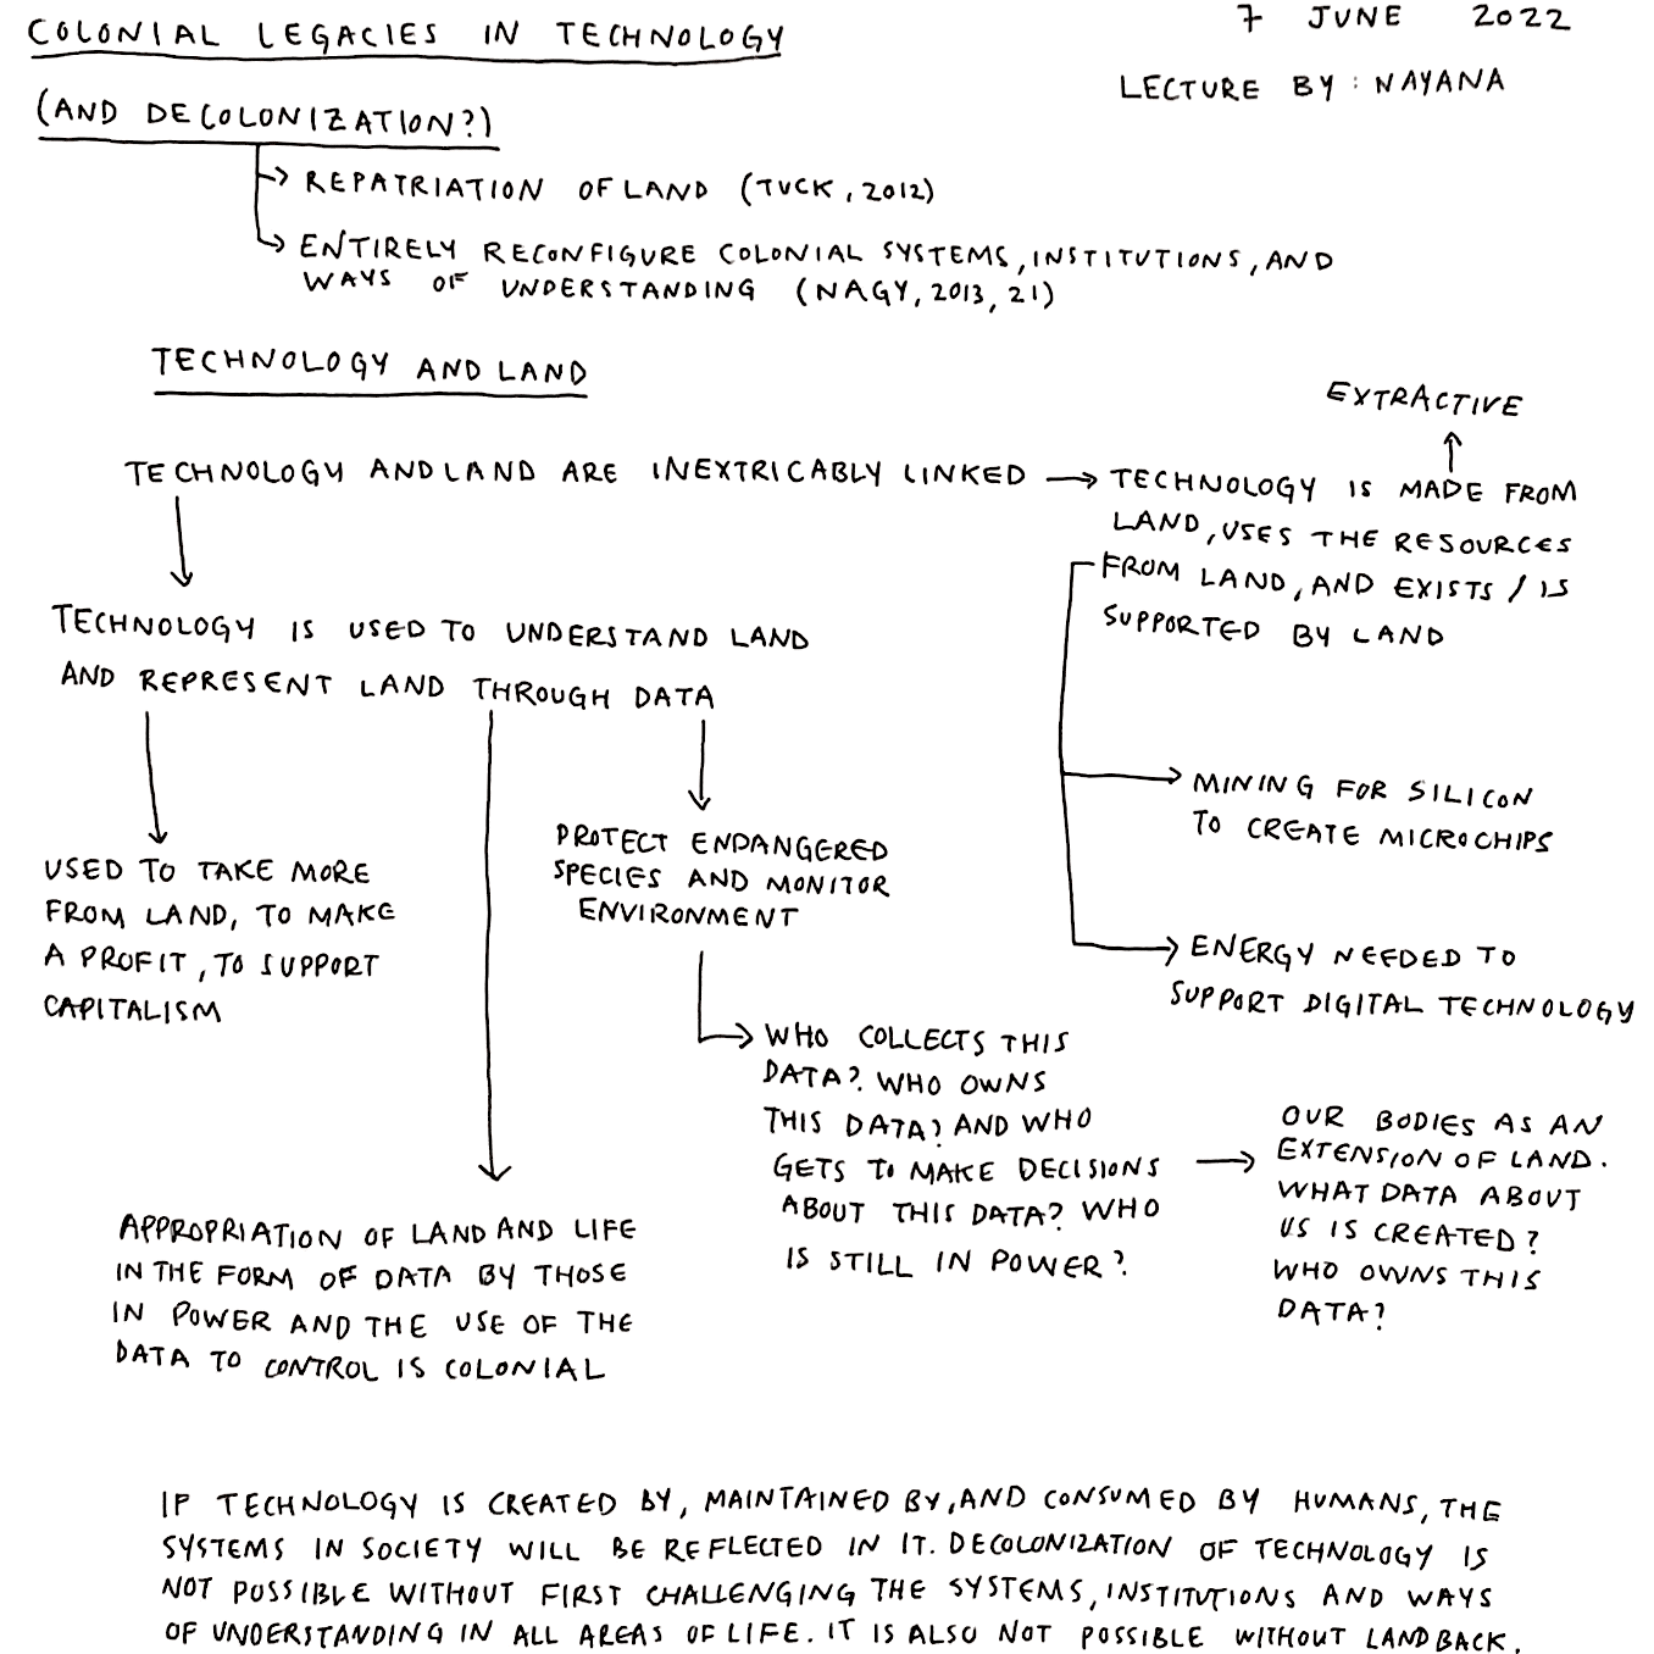 COLONIAL LEGACIES IN TECHNOLOGY
(AND DECOLONIZATION?)
7 JUNE 2022
LECTURE BY : NAYANA
REPATRIATION OF LAND (TUCK, 2012)
ENTIRELY RECONFIGURE COLONIAL SYSTEMS, INSTITUTIONS, AND
WAYS OF UNDERSTANDING (NAGY, 2013, 21)
TECHNOLOGY AND LAND
TECHNOLOGY AND LAND ARE INEXTRICABLY LINKED
EXTRACTIVE
TECHNOLOGY IS MADE FROM
LAND, USES THE RESOURCES
FROM LAND, AND EXISTS / IS
SUPPORTED BY LAND
TECHNOLOGY IS USED TO UNDERSTAND LAND
AND REPRESENT LAND THROUGH DATA
MINING FOR SILICON
TO CREATE MICROCHIPS
ENERGY NEEDED TO
SUPPORT DIGITAL TECHNOLOGY
USED TO TAKE MORE
FROM LAND, TO MAKE
A PROFIT, TO SUPPORT
CAPITALISM
PROTECT ENDANGERED
SPECIES AND MONITOR
ENVIRONMENT
WHO COLLECTS THIS
DATA? WHO OWNS
THIS DATA? AND WHO
GETS TO MAKE DECISIONS
ABOUT THIS DATA? WHO
IS STILL IN POWER?
OUR BODIES AS AN
EXTENSION OF LAND.
WHAT DATA ABOUT
US IS CREATED?
WHO OWNS THIS
DATA?
APPROPRIATION OF LAND AND LIFE
IN THE FORM OF DATA BY THOSE
IN POWER AND THE USE OF THE
DATA TO CONTROL IS COLONIAL
IF TECHNOLOGY IS CREATED BY, MAINTAINED BY, AND CONSUMED BY HUMANS, THE
SYSTEMS IN SOCIETY WILL BE REFLECTED IN IT. DECOLONIZATION OF TECHNOLOGY IS
NOT POSSIBLE WITHOUT FIRST CHALLENGING THE SYSTEMS, INSTITUTIONS AND WAYS
OF UNDERSTANDING IN ALL AREAS OF LIFE. IT IS ALSO NOT POSSIBLE WITHOUT LANDBACK.